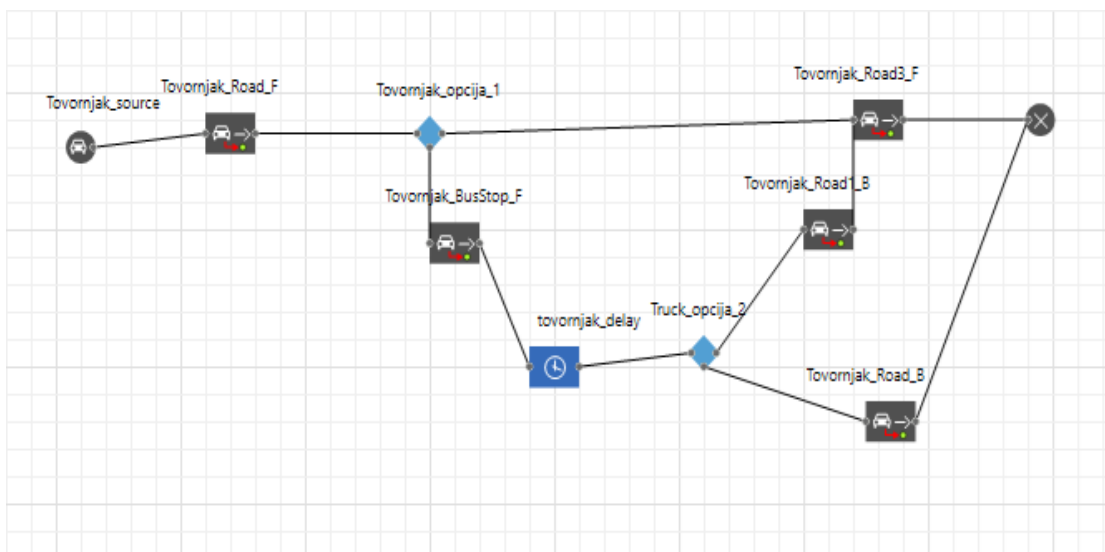 Tovornjak_source
Tovornjak_Road_F
Tovornjak_opcija_1
Tovornjak_Road3_F
Tovornjak_BusStop_F
Tovornjak_Road1_B
tovornjak_delay
Truck_opcija_2
Tovornjak_Road_B